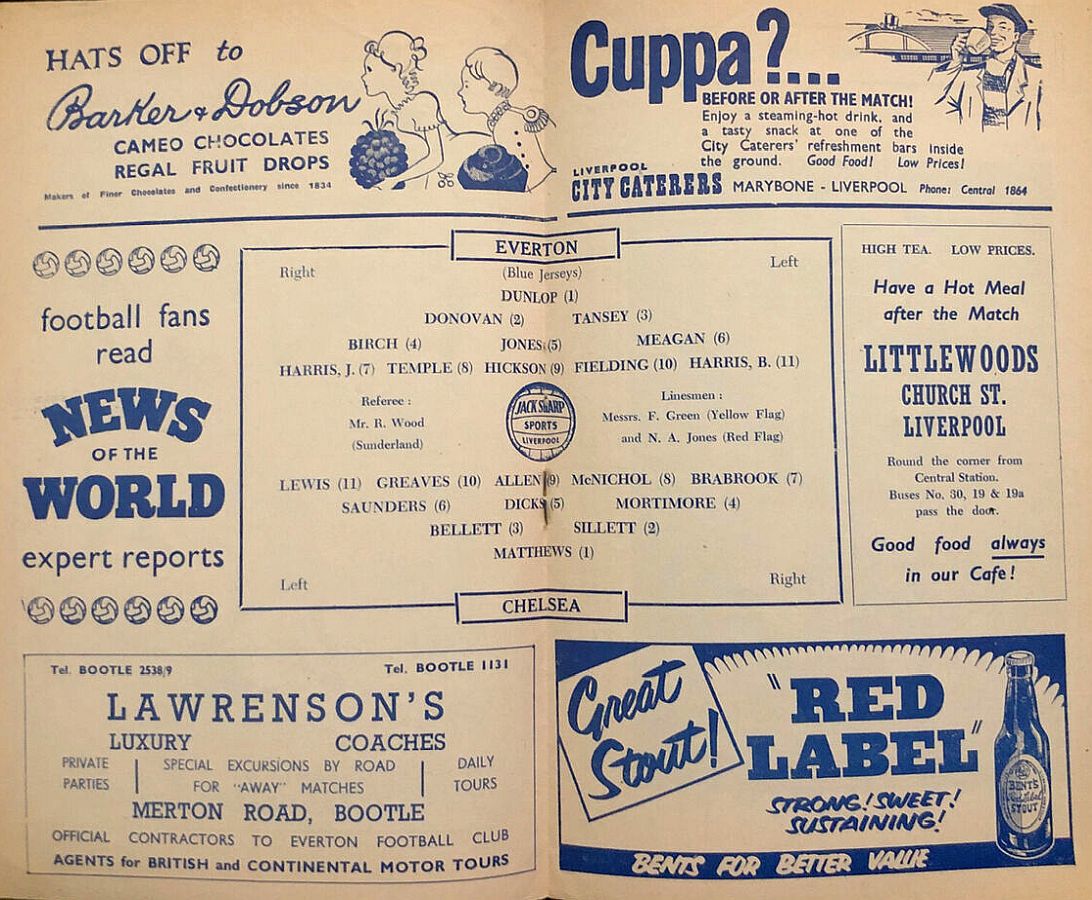 HATS OFF to
Barker & Dobson
CAMEO CHOCOLATES
REGAL FRUIT DROPS
Makers of Finer Chocolates and Confectionery since 1834
Cuppa?....
BEFORE OR AFTER THE MATCH!
Enjoy a steaming-hot drink, and
a tasty snack at one of the
City Caterers' refreshment bars inside
the ground. Good Food! Low Prices!
LIVERPOOL
CITY CATERERS MARYBONE - LIVERPOOL Phone: Central 1864
football fans
read
NEWS
OF THE
WORLD
expert reports
EVERTON
Right (Blue Jerseys) Left
DUNLOP (1)
DONOVAN (2) TANSEY (3)
BIRCH (4) JONES (5) MEAGAN (6)
HARRIS, J. (7) TEMPLE (8) HICKSON (9) FIELDING (10) HARRIS, B. (11)
Referee :
Mr. R. Wood
(Sunderland)
JACK SHARP
SPORTS
LIVERPOOL
Linesmen :
Messrs. F. Green (Yellow Flag)
and N. A. Jones (Red Flag)
LEWIS (11) GREAVES (10) ALLEN (9) McNICHOL (8) BRABROOK (7)
SAUNDERS (6) DICKS (5) MORTIMORE (4)
BELLETT (3) SILLETT (2)
MATTHEWS (1)
Left Right
CHELSEA
HIGH TEA. LOW PRICES.
Have a Hot Meal
after the Match
LITTLEWOODS
CHURCH ST.
LIVERPOOL
Round the corner from
Central Station.
Buses No. 30, 19 & 19a
pass the door.
Good food always
in our Cafe!
Tel. BOOTLE 2538/9 Tel. BOOTLE 1131
LAWRENSON'S
LUXURY COACHES
PRIVATE PARTIES
SPECIAL EXCURSIONS BY ROAD
FOR "AWAY" MATCHES
DAILY TOURS
MERTON ROAD, BOOTLE
OFFICIAL CONTRACTORS TO EVERTON FOOTBALL CLUB
AGENTS for BRITISH and CONTINENTAL MOTOR TOURS
Great
Stout!
"RED
LABEL"
STRONG! SWEET!
SUSTAINING!
BENTS
Red Label
STOUT
BENTS FOR BETTER VALUE